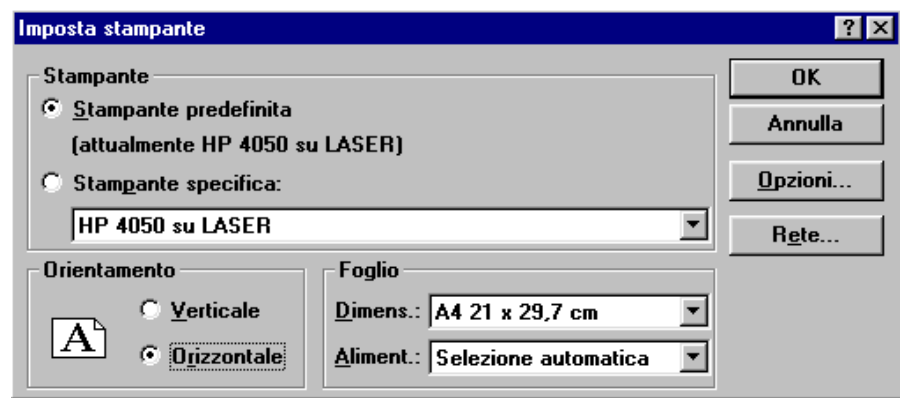 Imposta stampante
Stampante
Stampante predefinita
(attualmente HP 4050 su LASER)
Stampante specifica:
HP 4050 su LASER
OK
Annulla
Opzioni...
Rete...
Orientamento
A
Verticale
Orizzontale
Foglio
Dimens.: A4 21 x 29,7 cm
Aliment.: Selezione automatica